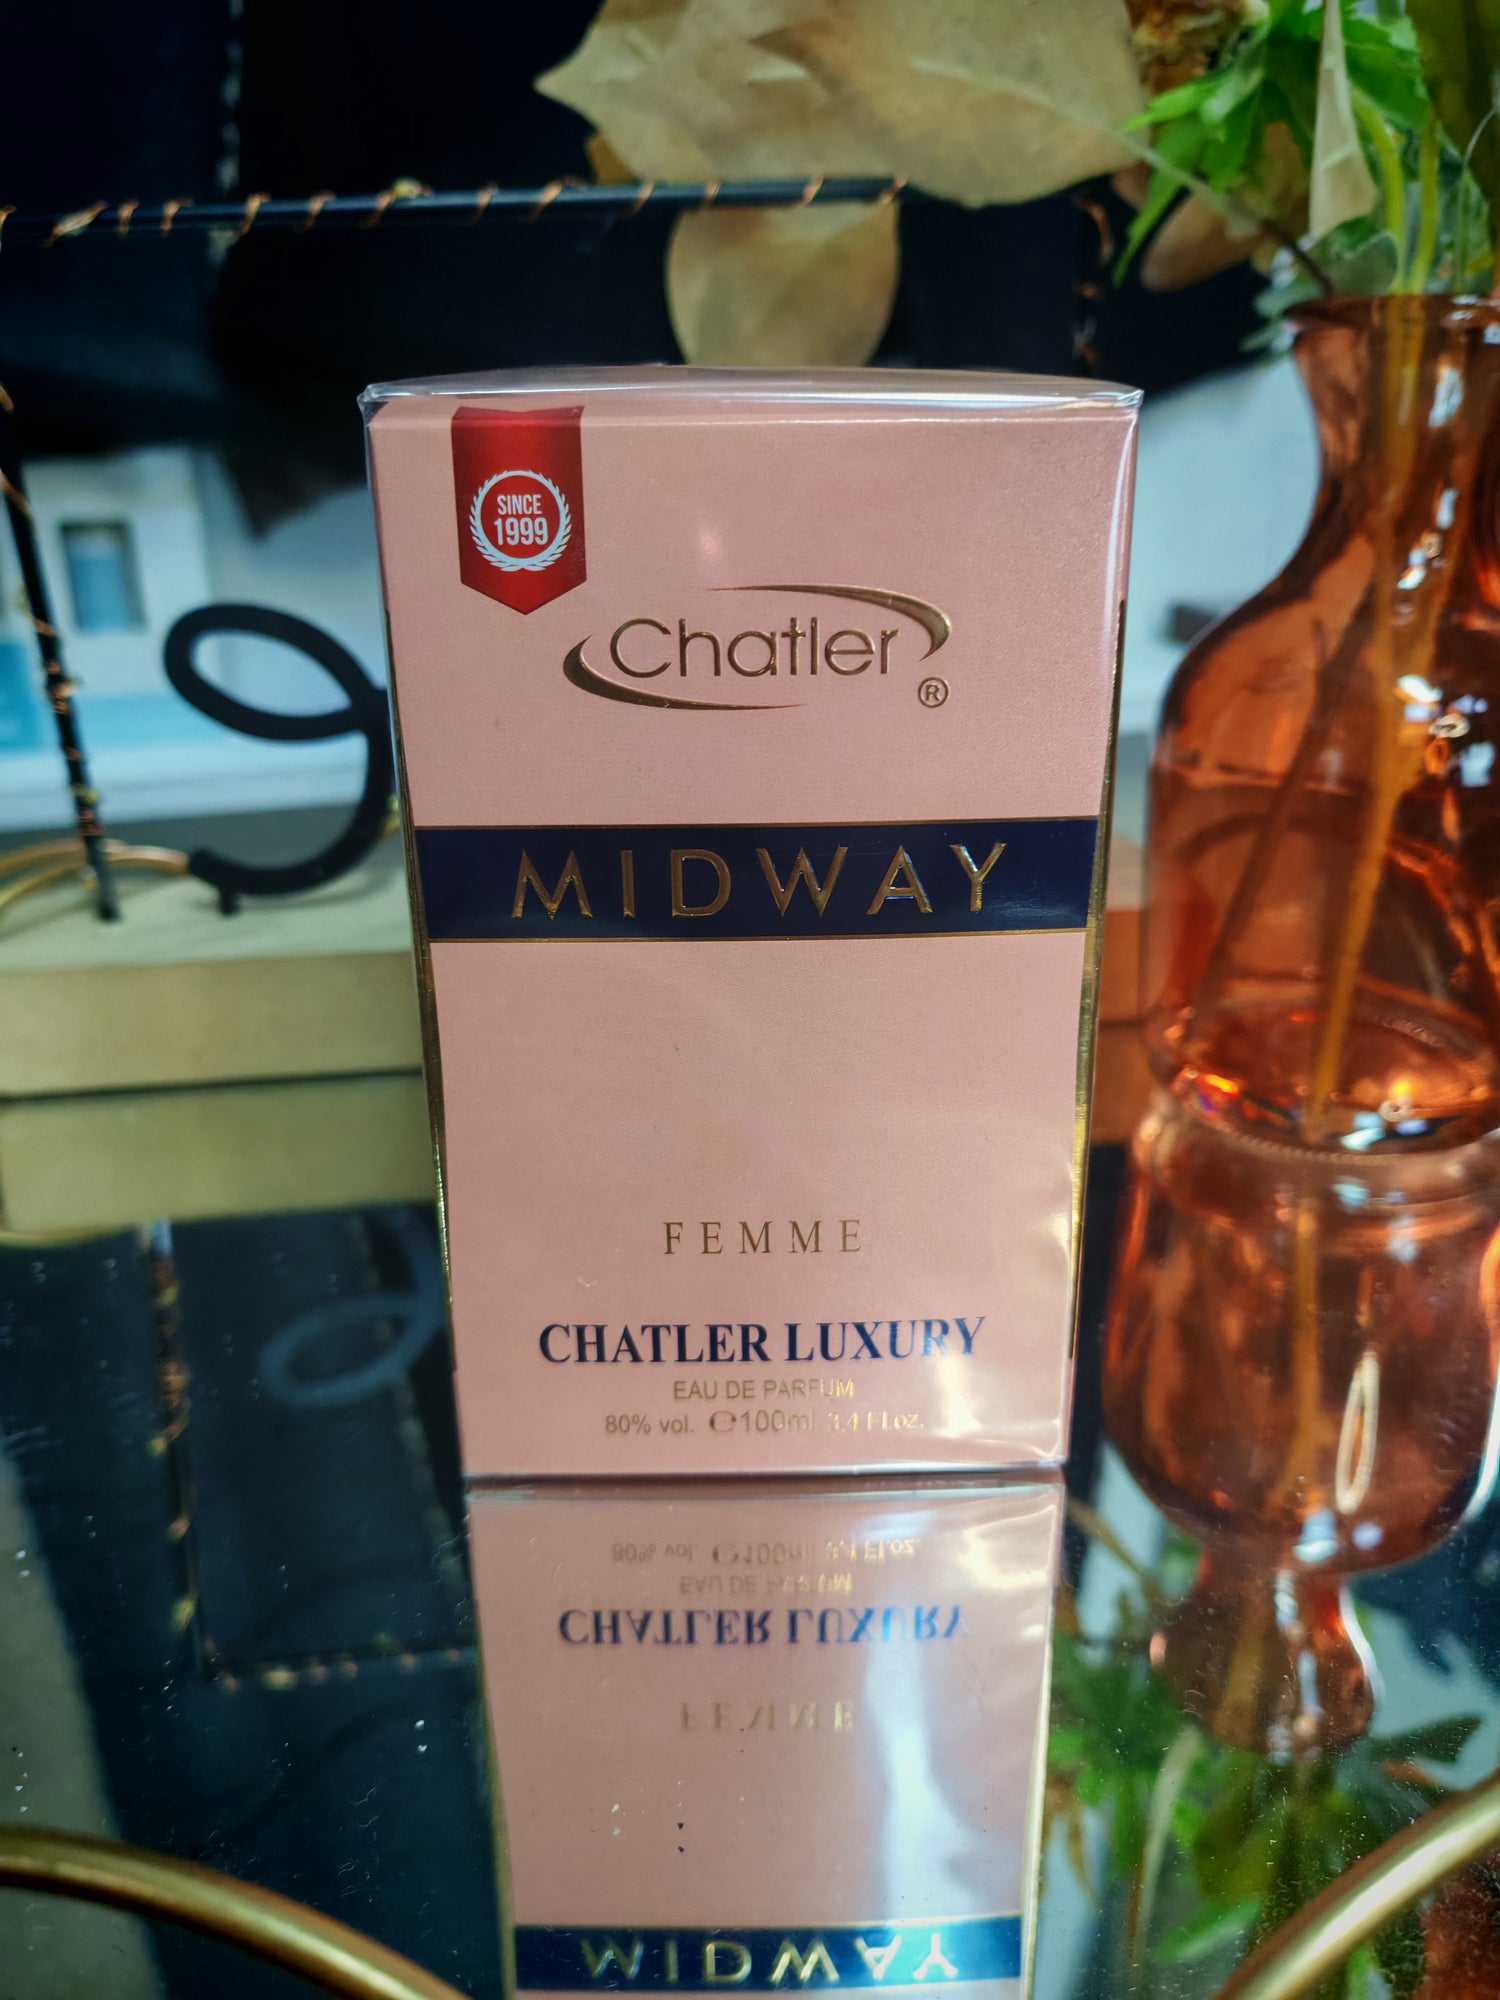 SINCE
1999
Chatler
®
MIDWAY
FEMME
CHATLER LUXURY
EAU DE PARFUM
80% vol. ℮100ml 3,4 Fl.oz.